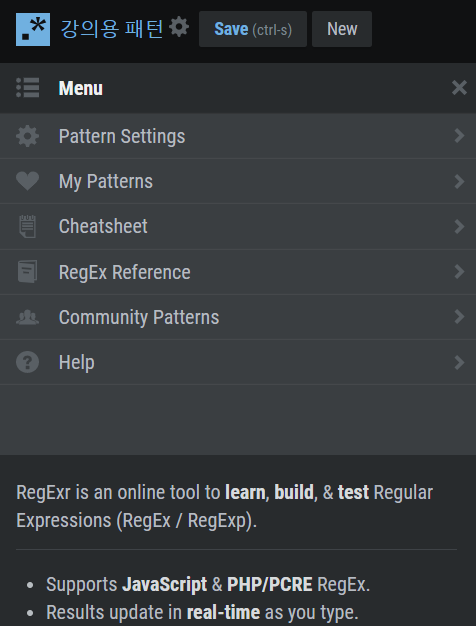 강의용 패턴 Save (ctrl-s) New
Menu
Pattern Settings
My Patterns
Cheatsheet
RegEx Reference
Community Patterns
Help
RegExr is an online tool to learn, build, & test Regular
Expressions (RegEx / RegExp).
• Supports JavaScript & PHP/PCRE RegEx.
• Results update in real-time as you type.